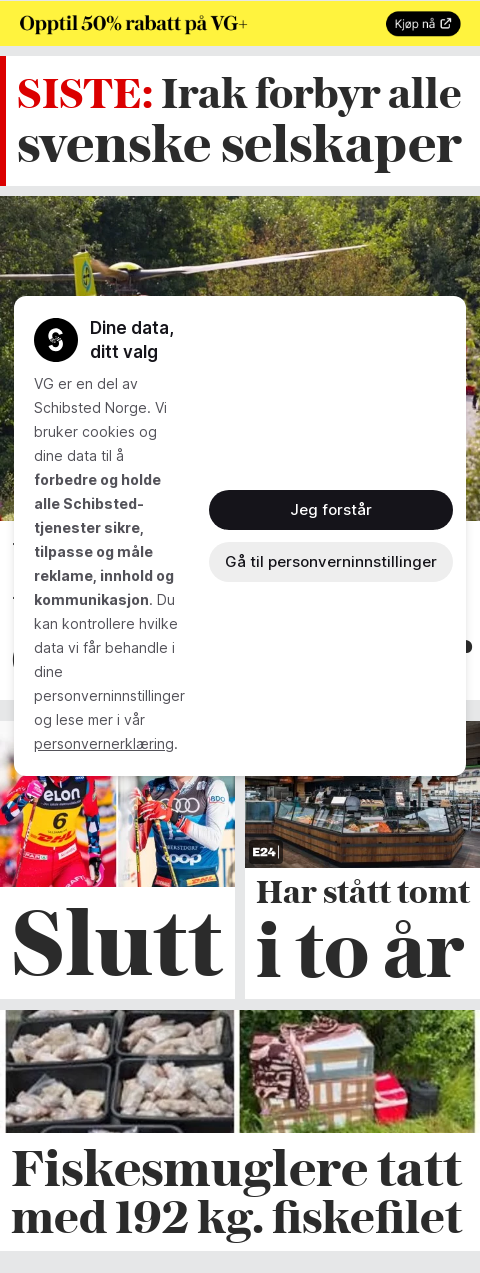 Opptil 50% rabatt på VG+
Kjøp nå
SISTE: Irak forbyr alle
svenske selskaper
Dine data,
ditt valg
VG er en del av
Schibsted Norge. Vi
bruker cookies og
dine data til å
forbedre og holde
alle Schibsted-
tjenester sikre,
tilpasse og måle
reklame, innhold og
kommunikasjon. Du
kan kontrollere hvilke
data vi får behandle i
dine
personverninnstillinger
og lese mer i vår
personvernerklæring.
Jeg forstår
Gå til personverninnstillinger
elon
6
DHL
coop
E24
Slutt
Har stått tomt
i to år
Fiskesmuglere tatt
med 192 kg. fiskefilet